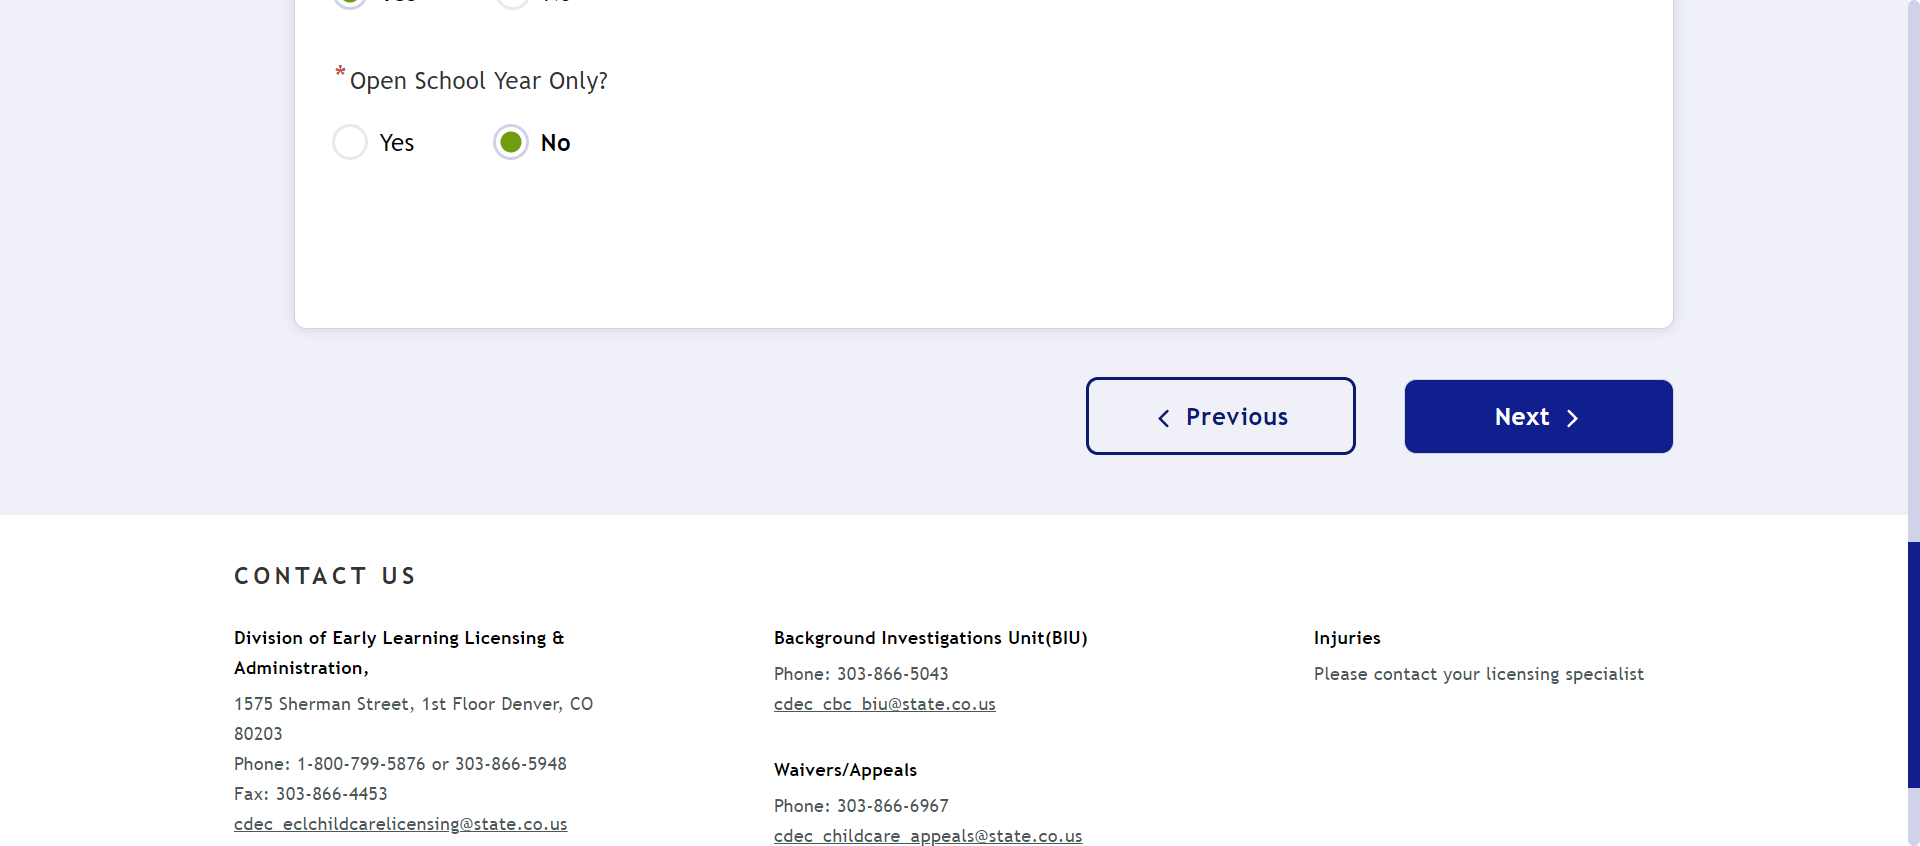 *Open School Year Only?
Yes No
Previous Next
CONTACT US
Division of Early Learning Licensing &
Administration,
1575 Sherman Street, 1st Floor Denver, CO
80203
Phone: 1-800-799-5876 or 303-866-5948
Fax: 303-866-4453
cdec_eclchildcarelicensing@state.co.us
Background Investigations Unit(BIU)
Phone: 303-866-5043
cdec_cbc_biu@state.co.us
Waivers/Appeals
Phone: 303-866-6967
cdec_childcare_appeals@state.co.us
Injuries
Please contact your licensing specialist